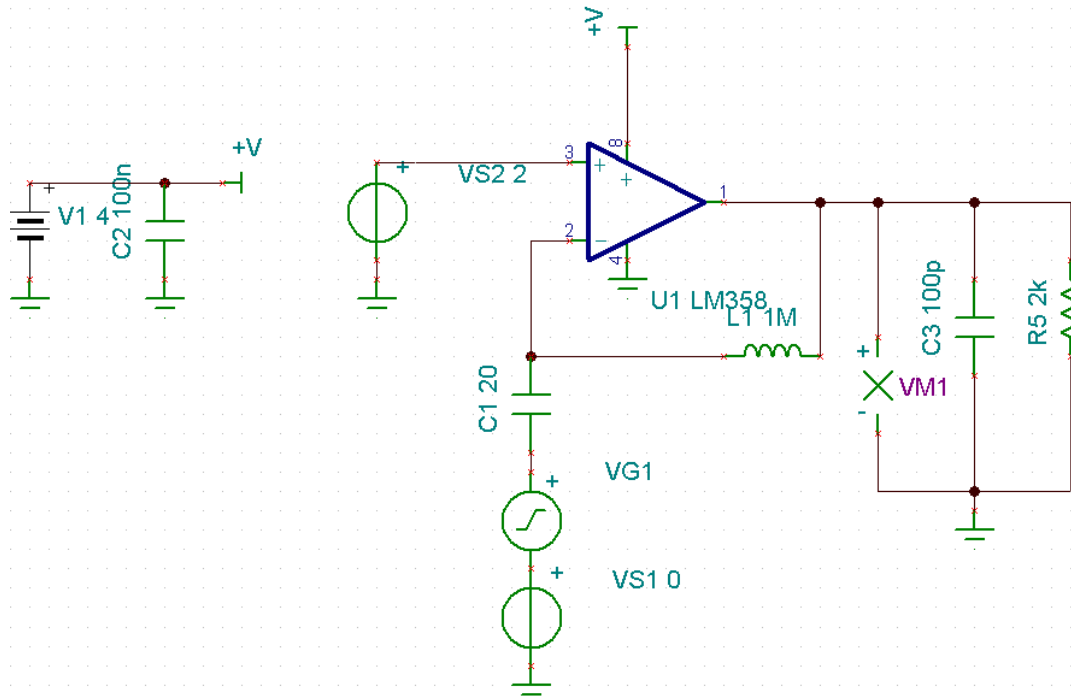 +V
+V
V1 4
+
C2 100n
+
VS2 2
3
+
8
+
2
-
4
1
U1 LM358
L1 1M
C1 20
VG1
+
VS1 0
+
+
VM1
-
C3 100p
R5 2k